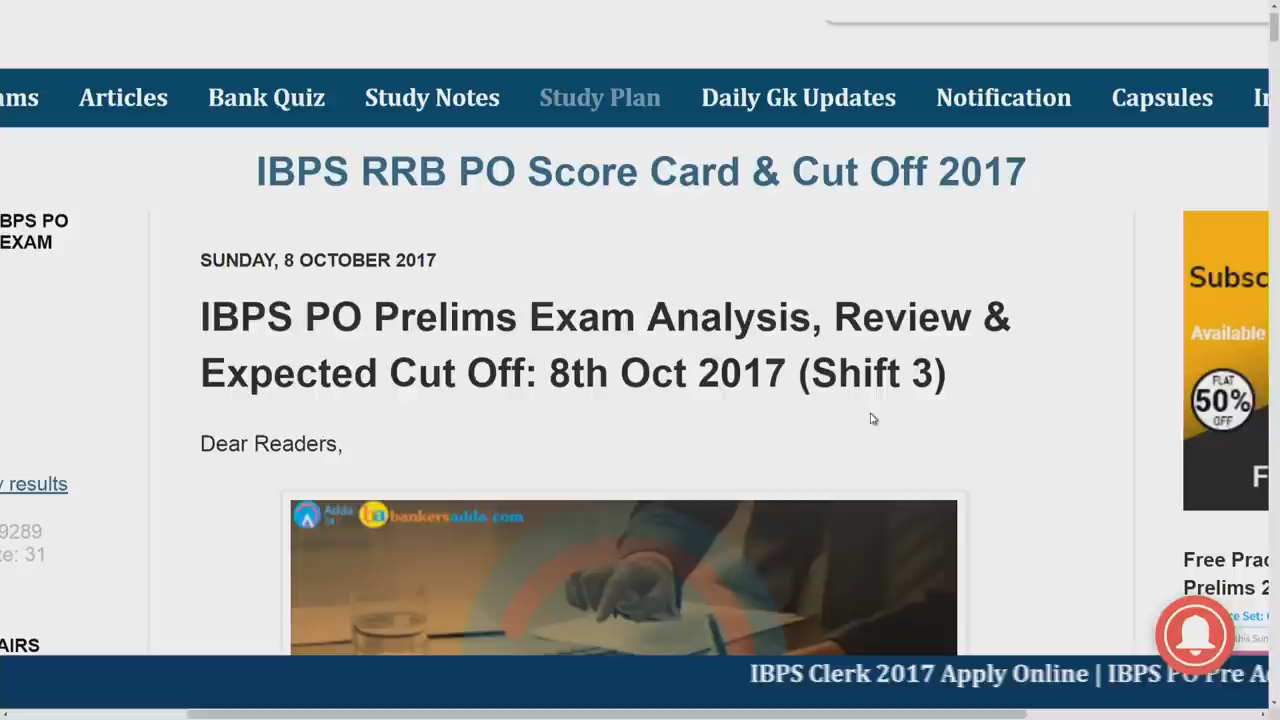 Articles
Bank Quiz
Study Notes
Study Plan
Daily Gk Updates
Notification
Capsules
IBPS RRB PO Score Card & Cut Off 2017
BPS PO
EXAM
SUNDAY, 8 OCTOBER 2017
IBPS PO Prelims Exam Analysis, Review &
Expected Cut Off: 8th Oct 2017 (Shift 3)
Dear Readers,
results
9289
te: 31
AIRS
Adda
bankersadda.com
Subsc
Available
FLAT
50%
OFF
F
Free Prac
Prelims 2
IBPS Clerk 2017 Apply Online | IBPS PO Pre A